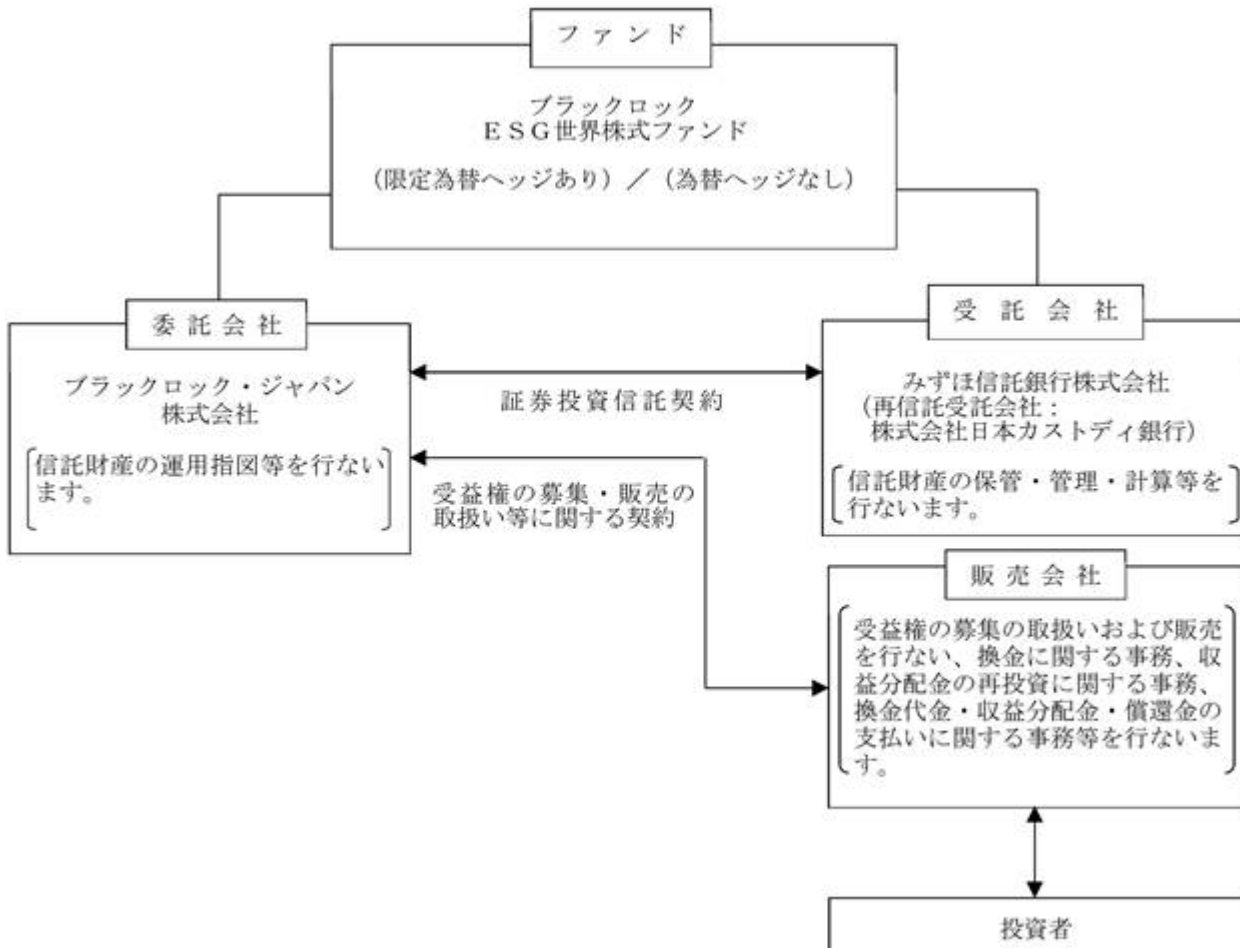 ファンド
ブラックロック
ＥＳＧ世界株式ファンド
（限定為替ヘッジあり）／（為替ヘッジなし）
委託会社
ブラックロック・ジャパン
株式会社
信託財産の運用指図等を行ない
ます。
証券投資信託契約
受益権の募集・販売の
取扱い等に関する契約
受託会社
みずほ信託銀行株式会社
（再信託受託会社：
株式会社日本カストディ銀行）
信託財産の保管・管理・計算等を
行ないます。
販売会社
受益権の募集の取扱いおよび販売
を行ない、換金に関する事務、収
益分配金の再投資に関する事務、
換金代金・収益分配金・償還金の
支払いに関する事務等を行ないま
す。
投資者